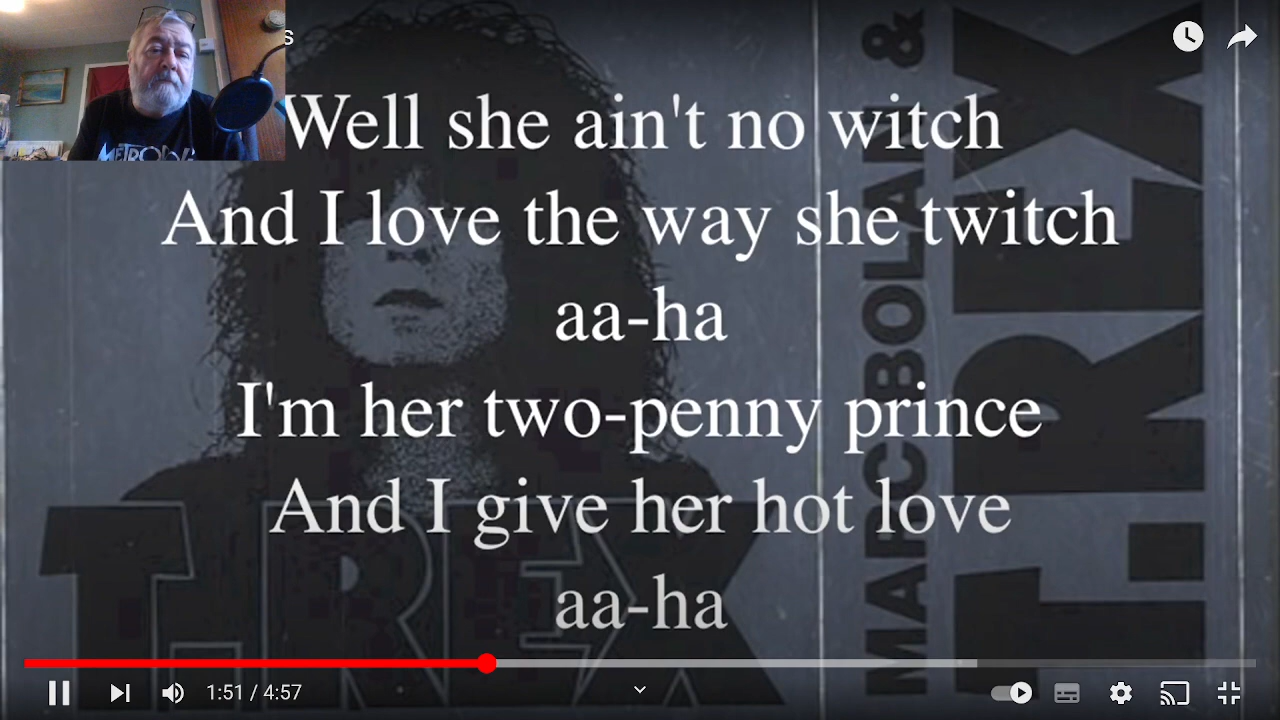 s
Well she ain't no witch
And I love the way she twitch
aa-ha
I'm her two-penny prince
And I give her hot love
aa-ha
T.REX
MARC BOLAN &
T.REX
1:51 / 4:57